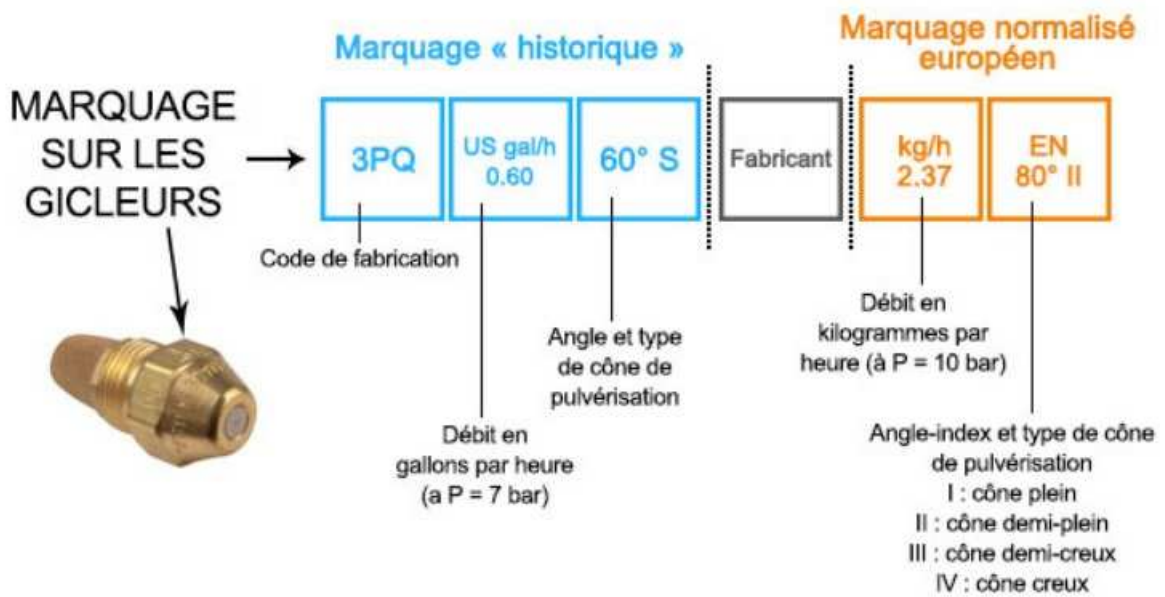 Marquage « historique »
Marquage normalisé
européen
MARQUAGE
SUR LES
GICLEURS
3PQ
US gal/h
0.60
60° S
Fabricant
kg/h
2.37
EN
80° II
Code de fabrication
Angle et type
de cône de
pulvérisation
Débit en
gallons par heure
(a P = 7 bar)
Débit en
kilogrammes par
heure (à P = 10 bar)
Angle-index et type de cône
de pulvérisation
I : cône plein
II : cône demi-plein
III : cône demi-creux
IV : cône creux